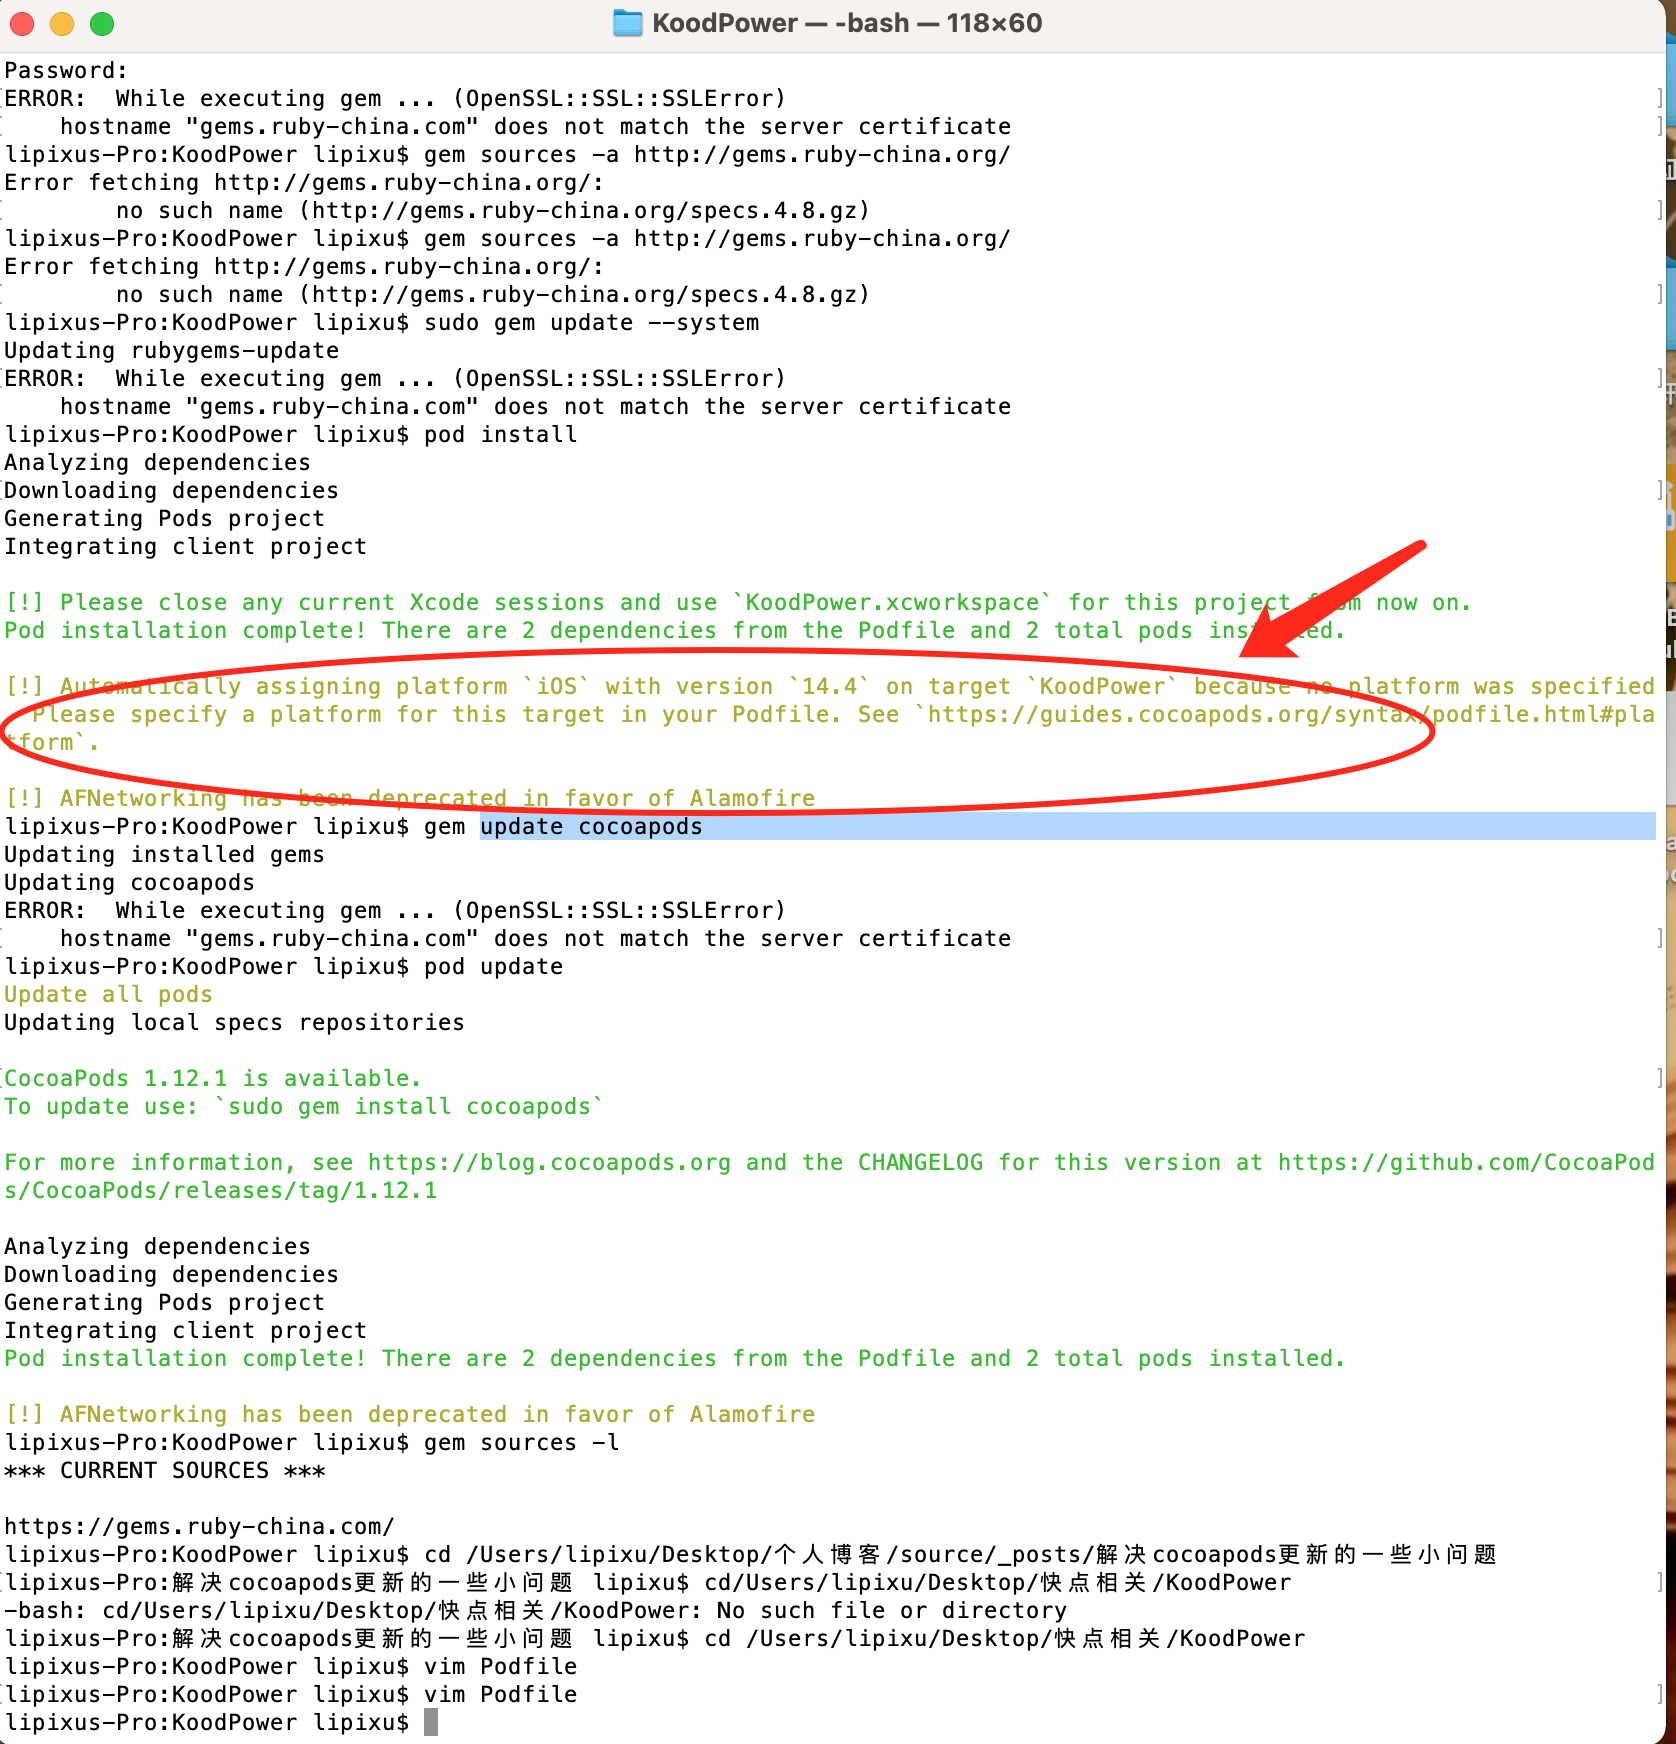 KoodPower — -bash — 118×60
Password:
ERROR:  While executing gem ... (OpenSSL::SSL::SSLError)
    hostname "gems.ruby-china.com" does not match the server certificate
lipixus-Pro:KoodPower lipixu$ gem sources -a http://gems.ruby-china.org/
Error fetching http://gems.ruby-china.org/:
        no such name (http://gems.ruby-china.org/specs.4.8.gz)
lipixus-Pro:KoodPower lipixu$ gem sources -a http://gems.ruby-china.org/
Error fetching http://gems.ruby-china.org/:
        no such name (http://gems.ruby-china.org/specs.4.8.gz)
lipixus-Pro:KoodPower lipixu$ sudo gem update --system
Updating rubygems-update
ERROR:  While executing gem ... (OpenSSL::SSL::SSLError)
    hostname "gems.ruby-china.com" does not match the server certificate
lipixus-Pro:KoodPower lipixu$ pod install
Analyzing dependencies
Downloading dependencies
Generating Pods project
Integrating client project
[!] Please close any current Xcode sessions and use `KoodPower.xcworkspace` for this project from now on.
Pod installation complete! There are 2 dependencies from the Podfile and 2 total pods installed.
[!] Automatically assigning platform `iOS` with version `14.4` on target `KoodPower` because no platform was specified
  Please specify a platform for this target in your Podfile. See `https://guides.cocoapods.org/syntax/podfile.html#pla
tform`.
[!] AFNetworking has been deprecated in favor of Alamofire
lipixus-Pro:KoodPower lipixu$ gem update cocoapods
Updating installed gems
Updating cocoapods
ERROR:  While executing gem ... (OpenSSL::SSL::SSLError)
    hostname "gems.ruby-china.com" does not match the server certificate
lipixus-Pro:KoodPower lipixu$ pod update
Update all pods
Updating local specs repositories
CocoaPods 1.12.1 is available.
To update use: `sudo gem install cocoapods`
For more information, see https://blog.cocoapods.org and the CHANGELOG for this version at https://github.com/CocoaPod
s/CocoaPods/releases/tag/1.12.1
Analyzing dependencies
Downloading dependencies
Generating Pods project
Integrating client project
Pod installation complete! There are 2 dependencies from the Podfile and 2 total pods installed.
[!] AFNetworking has been deprecated in favor of Alamofire
lipixus-Pro:KoodPower lipixu$ gem sources -l
*** CURRENT SOURCES ***
https://gems.ruby-china.com/
lipixus-Pro:KoodPower lipixu$ cd /Users/lipixu/Desktop/个人博客/source/_posts/解决cocoapods更新的一些小问题
lipixus-Pro:解决cocoapods更新的一些小问题 lipixu$ cd/Users/lipixu/Desktop/快点相关/KoodPower
-bash: cd/Users/lipixu/Desktop/快点相关/KoodPower: No such file or directory
lipixus-Pro:解决cocoapods更新的一些小问题 lipixu$ cd /Users/lipixu/Desktop/快点相关/KoodPower
lipixus-Pro:KoodPower lipixu$ vim Podfile
lipixus-Pro:KoodPower lipixu$ vim Podfile
lipixus-Pro:KoodPower lipixu$